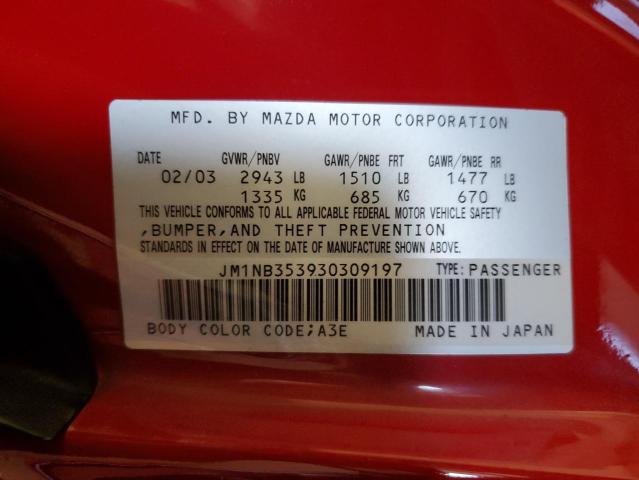 MFD. BY MAZDA MOTOR CORPORATION
DATE GVWR/PNBV GAWR/PNBE FRT GAWR/PNBE RR
02/03 2943 LB 1510 LB 1477 LB
1335 KG 685 KG 670 KG
THIS VEHICLE CONFORMS TO ALL APPLICABLE FEDERAL MOTOR VEHICLE SAFETY
,BUMPER,AND THEFT PREVENTION
STANDARDS IN EFFECT ON THE DATE OF MANUFACTURE SHOWN ABOVE.
JM1NB353930309197 TYPE:PASSENGER
BODY COLOR CODE;A3E MADE IN JAPAN